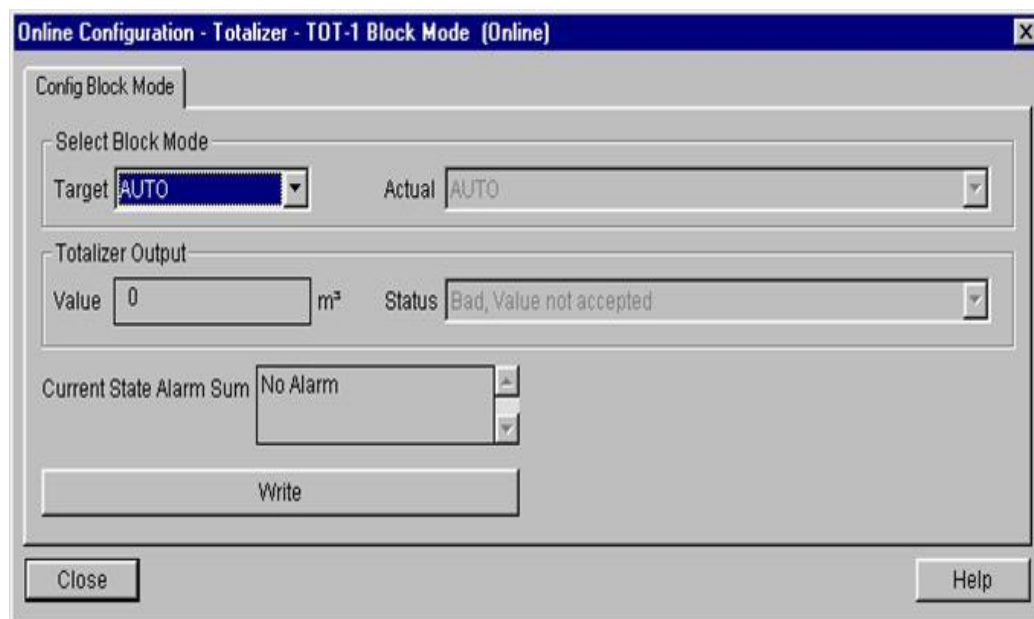 Online Configuration - Totalizer - TOT-1 Block Mode (Online)
Config Block Mode
Select Block Mode
Target AUTO Actual AUTO
Totalizer Output
Value 0 m³ Status Bad, Value not accepted
Current State Alarm Sum No Alarm
Write
Close Help